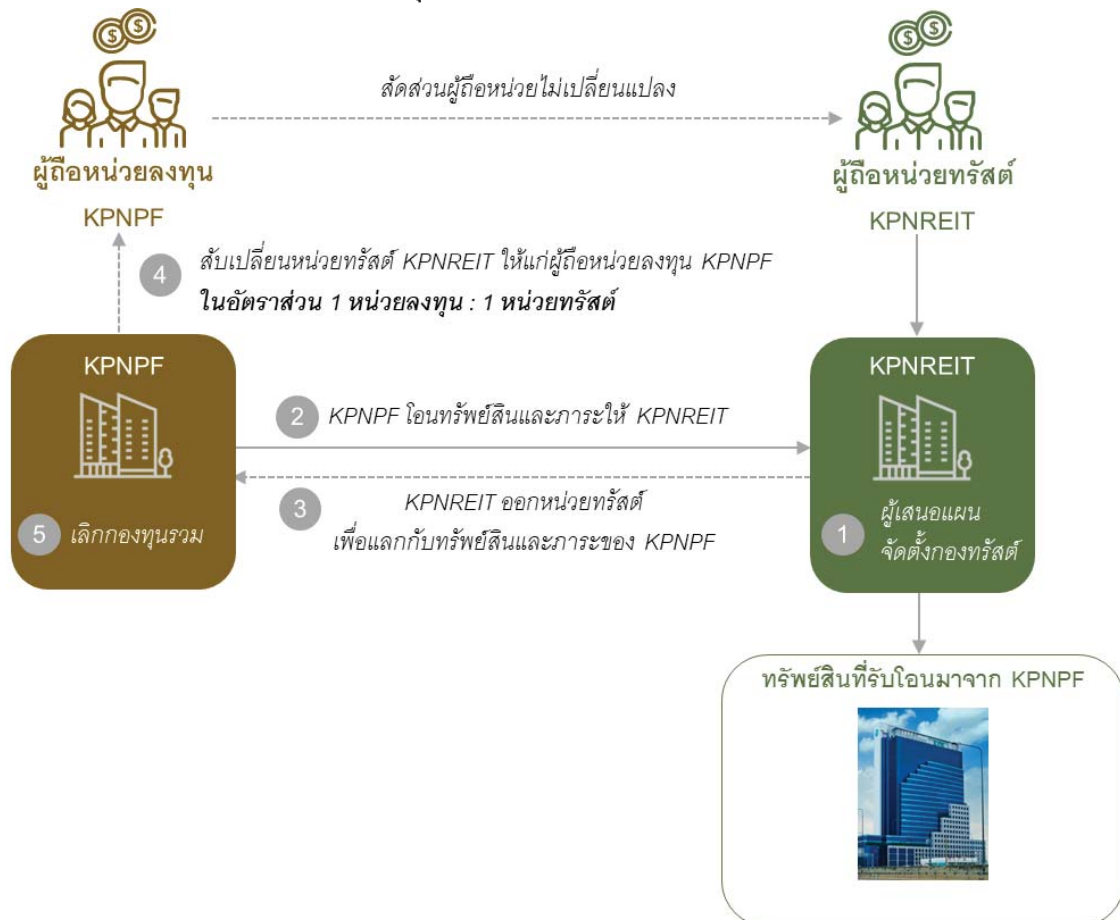 สัดส่วนผู้ถือหน่วยไม่เปลี่ยนแปลง
ผู้ถือหน่วยลงทุน
KPNPF
ผู้ถือหน่วยทรัสต์
KPNREIT
4
สับเปลี่ยนหน่วยทรัสต์ KPNREIT ให้แก่ผู้ถือหน่วยลงทุน KPNPF
ในอัตราส่วน 1 หน่วยลงทุน : 1 หน่วยทรัสต์
KPNPF
5 เลิกกองทุนรวม
2 KPNPF โอนทรัพย์สินและภาระให้ KPNREIT
3
KPNREIT ออกหน่วยทรัสต์
เพื่อแลกกับทรัพย์สินและภาระของ KPNPF
KPNREIT
1
ผู้เสนอแผน
จัดตั้งกองทรัสต์
ทรัพย์สินที่รับโอนมาจาก KPNPF